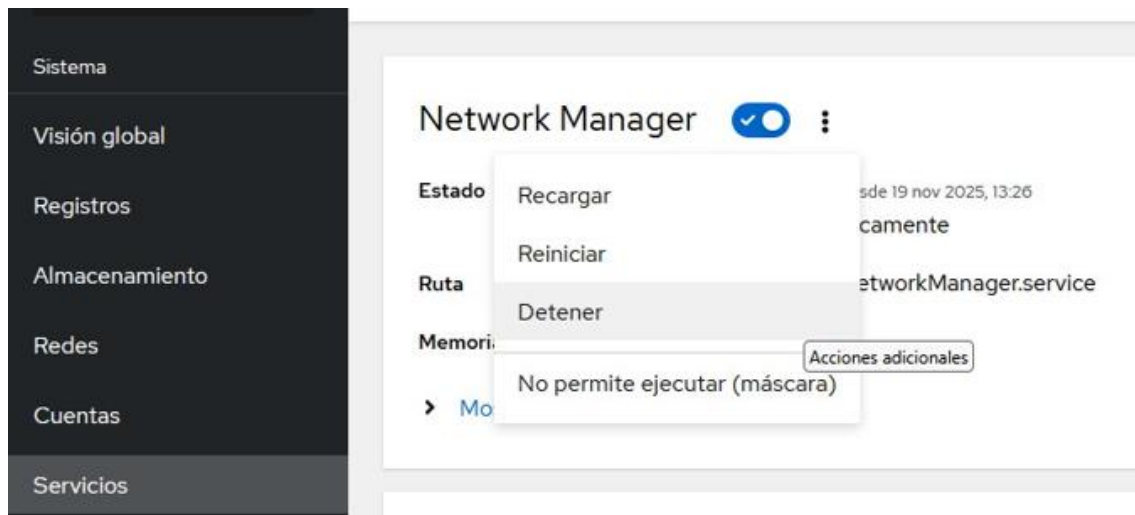 Sistema
Visión global
Registros
Almacenamiento
Redes
Cuentas
Servicios
Network Manager
Estado
sde 19 nov 2025, 13:26
camente
Ruta
etworkManager.service
Memoria
Mo
Recargar
Reiniciar
Detener
No permite ejecutar (máscara)
Acciones adicionales